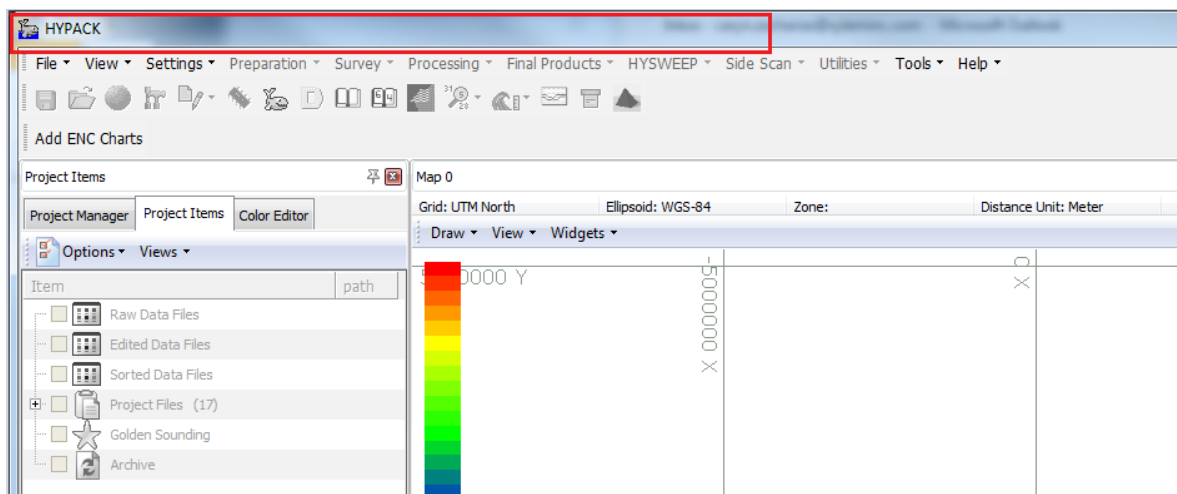 HYPACK
File View Settings Preparation Survey Processing Final Products HYSWEEP Side Scan Utilities Tools Help
Add ENC Charts
Project Items
Project Manager Project Items Color Editor
Options Views
Item path
Raw Data Files
Edited Data Files
Sorted Data Files
Project Files (17)
Golden Sounding
Archive
Map 0
Grid: UTM North Ellipsoid: WGS-84 Zone: Distance Unit: Meter
Draw View Widgets
0000 Y
-5000000 X
0 X